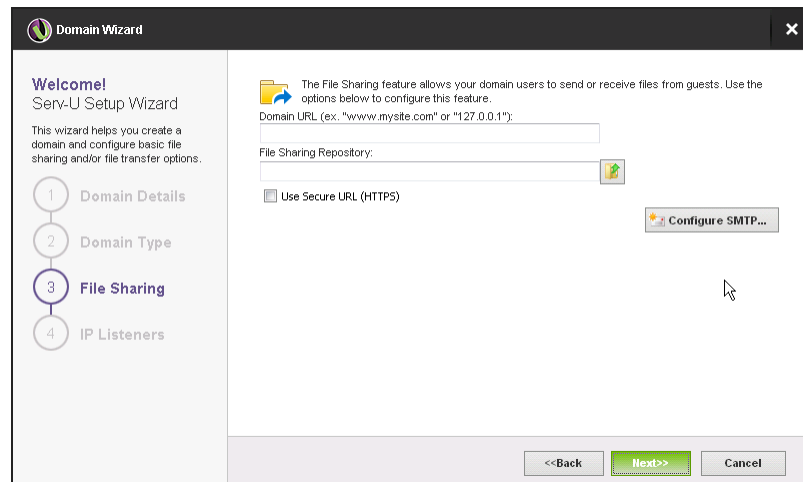 Domain Wizard
Welcome!
Serv-U Setup Wizard
This wizard helps you create a
domain and configure basic file
sharing and/or file transfer options.
1 Domain Details
2 Domain Type
3 File Sharing
4 IP Listeners
The File Sharing feature allows your domain users to send or receive files from guests. Use the
options below to configure this feature.
Domain URL (ex. "www.mysite.com" or "127.0.0.1"):
File Sharing Repository:
Use Secure URL (HTTPS)
Configure SMTP...
<<Back
Next>>
Cancel